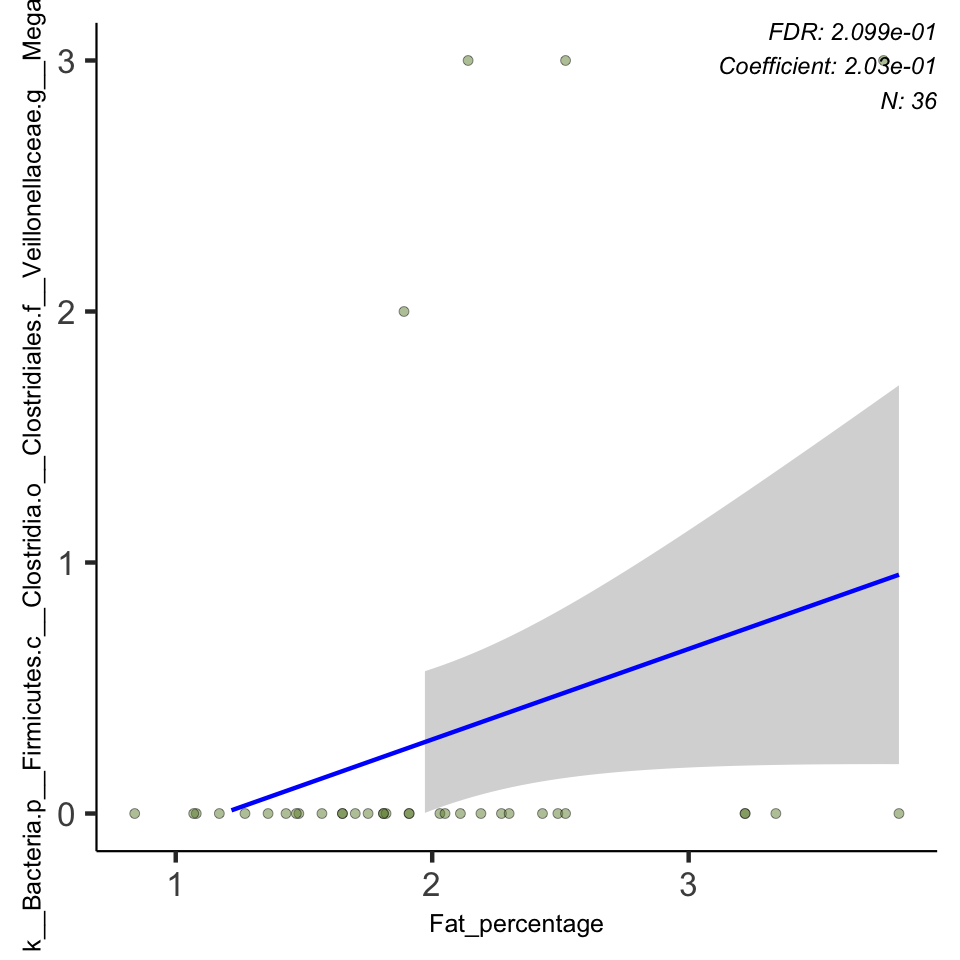 FDR: 2.099e-01
Coefficient: 2.03e-01
N: 36
k__Bacteria.p__Firmicutes.c__Clostridia.o__Clostridiales.f__Veillonellaceae.g__Mega
3
2
1
0
1 2 3
Fat_percentage